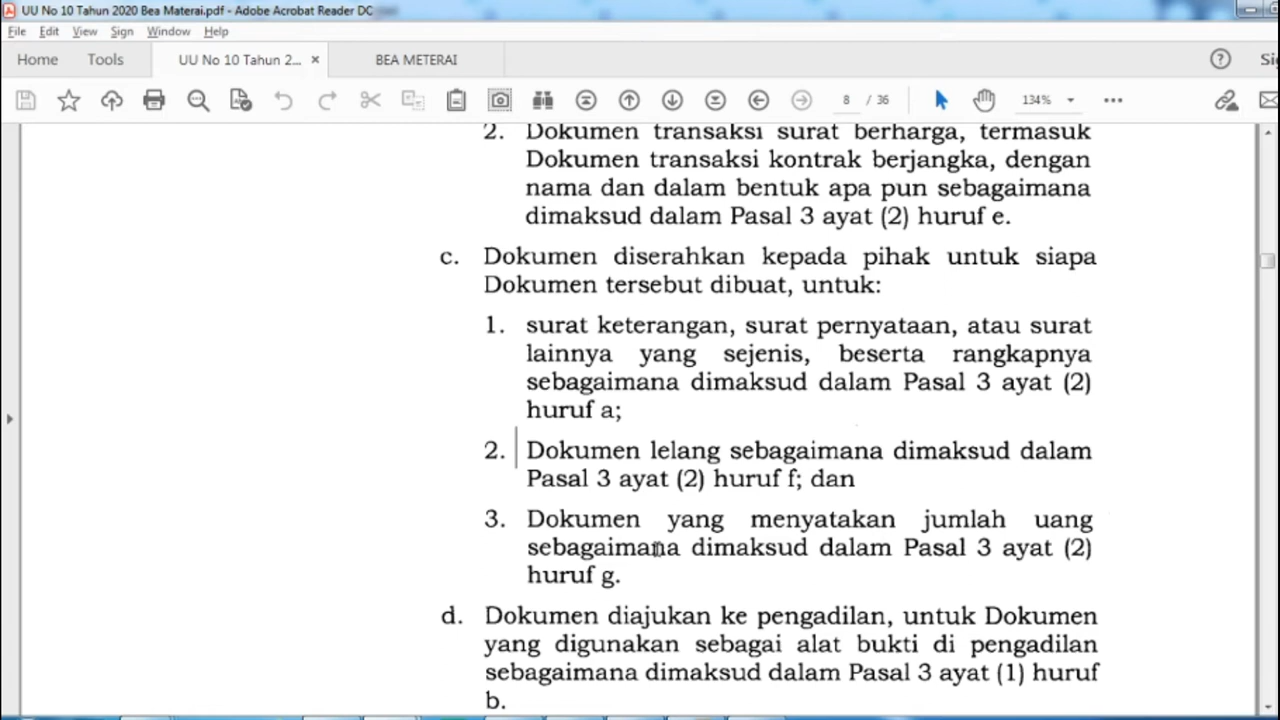 UU No 10 Tahun 2020 Bea Materai.pdf - Adobe Acrobat Reader DC
File Edit View Sign Window Help
Home Tools UU No 10 Tahun 2... × BEA METERAI
8 / 36 134%
2. Dokumen transaksi surat berharga, termasuk
Dokumen transaksi kontrak berjangka, dengan
nama dan dalam bentuk apa pun sebagaimana
dimaksud dalam Pasal 3 ayat (2) huruf e.
c. Dokumen diserahkan kepada pihak untuk siapa
Dokumen tersebut dibuat, untuk:
1. surat keterangan, surat pernyataan, atau surat
lainnya yang sejenis, beserta rangkapnya
sebagaimana dimaksud dalam Pasal 3 ayat (2)
huruf a;
2. Dokumen lelang sebagaimana dimaksud dalam
Pasal 3 ayat (2) huruf f; dan
3. Dokumen yang menyatakan jumlah uang
sebagaimana dimaksud dalam Pasal 3 ayat (2)
huruf g.
d. Dokumen diajukan ke pengadilan, untuk Dokumen
yang digunakan sebagai alat bukti di pengadilan
sebagaimana dimaksud dalam Pasal 3 ayat (1) huruf
b.